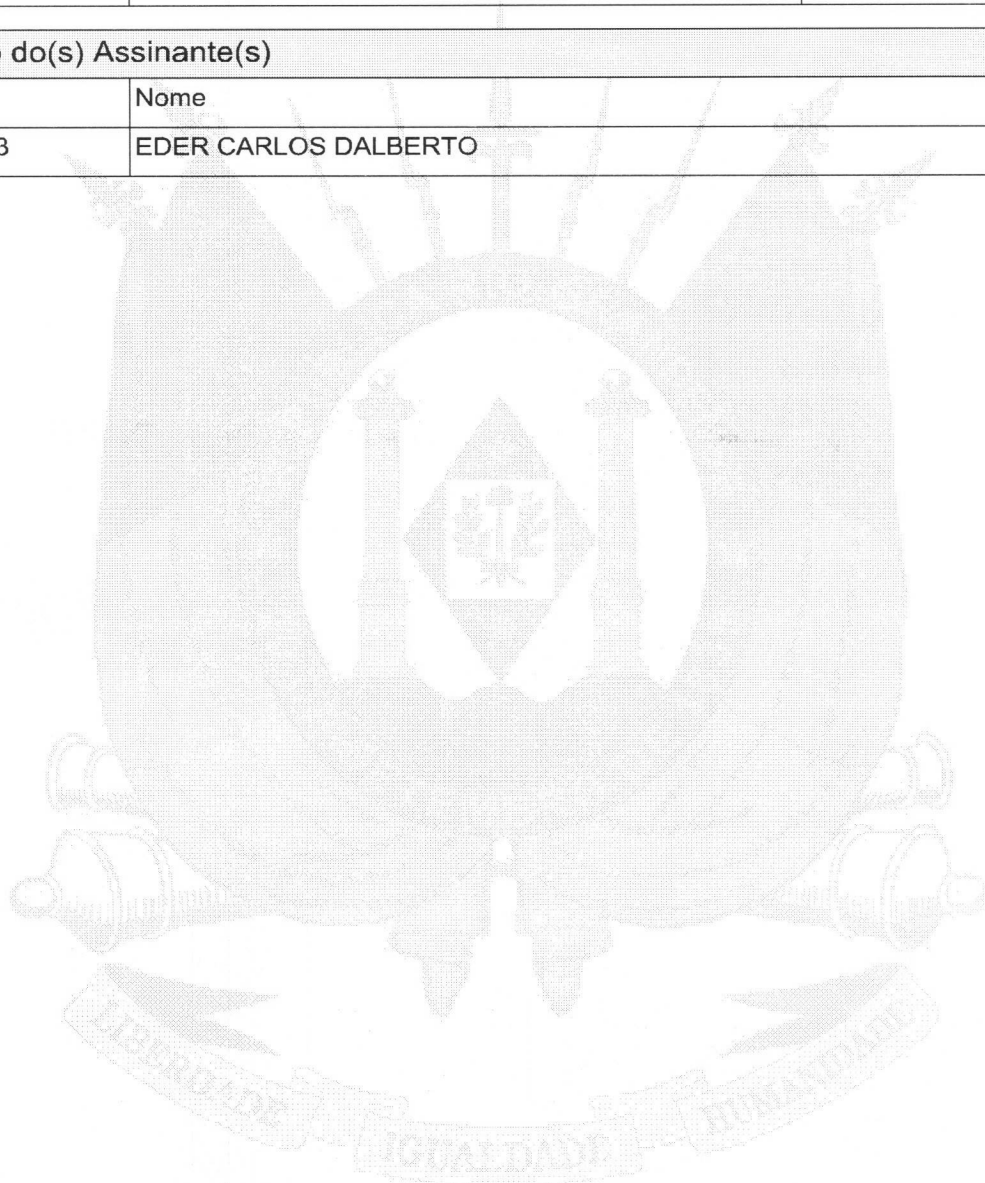 do(s) Assinante(s)
Nome
3 EDER CARLOS DALBERTO
LIBERDADE
IGUALDADE
HUMANIDADE